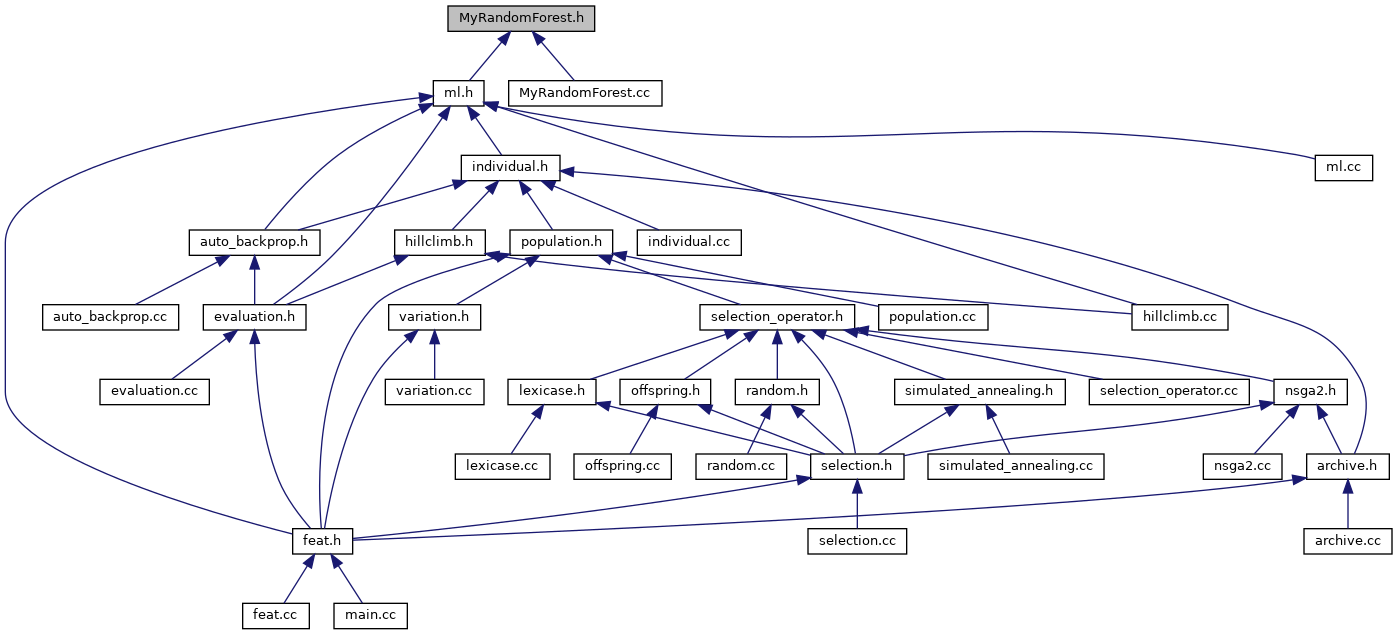 MyRandomForest.h
ml.h
MyRandomForest.cc
individual.h
ml.cc
auto_backprop.h
hillclimb.h
population.h
individual.cc
auto_backprop.cc
evaluation.h
variation.h
selection_operator.h
population.cc
hillclimb.cc
evaluation.cc
variation.cc
lexicase.h
offspring.h
random.h
simulated_annealing.h
selection_operator.cc
nsga2.h
lexicase.cc
offspring.cc
random.cc
selection.h
simulated_annealing.cc
nsga2.cc
archive.h
feat.h
selection.cc
archive.cc
feat.cc
main.cc